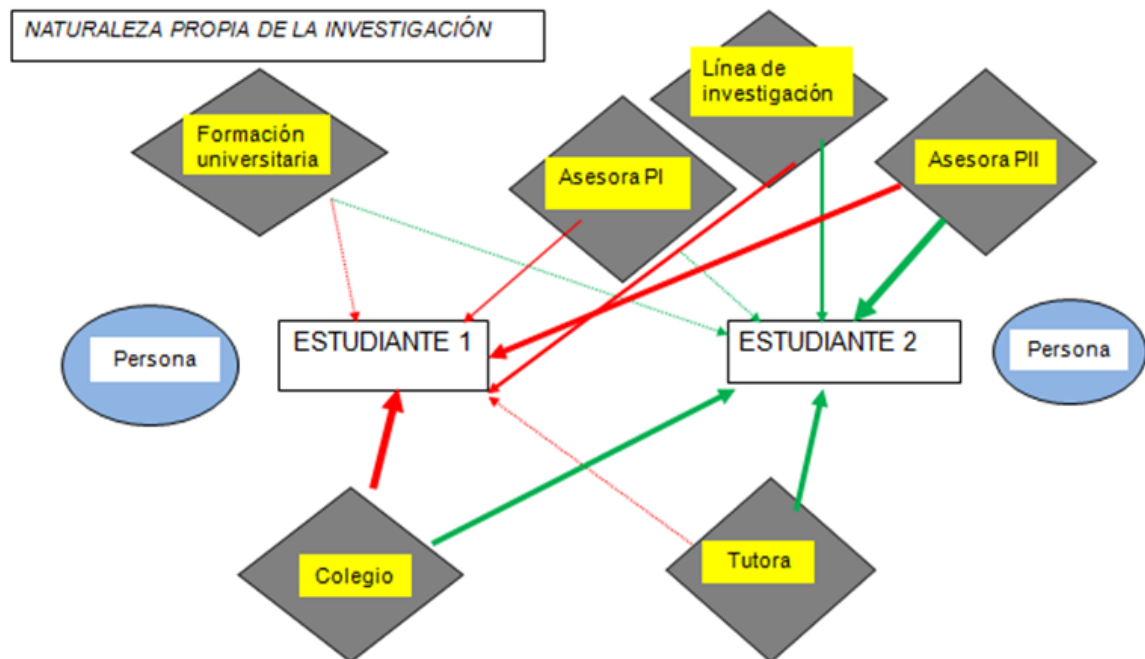 NATURALEZA PROPIA DE LA INVESTIGACIÓN
Formación
universitaria
Línea de
investigación
Asesora PI
Asesora PII
Persona
ESTUDIANTE 1
ESTUDIANTE 2
Persona
Colegio
Tutora